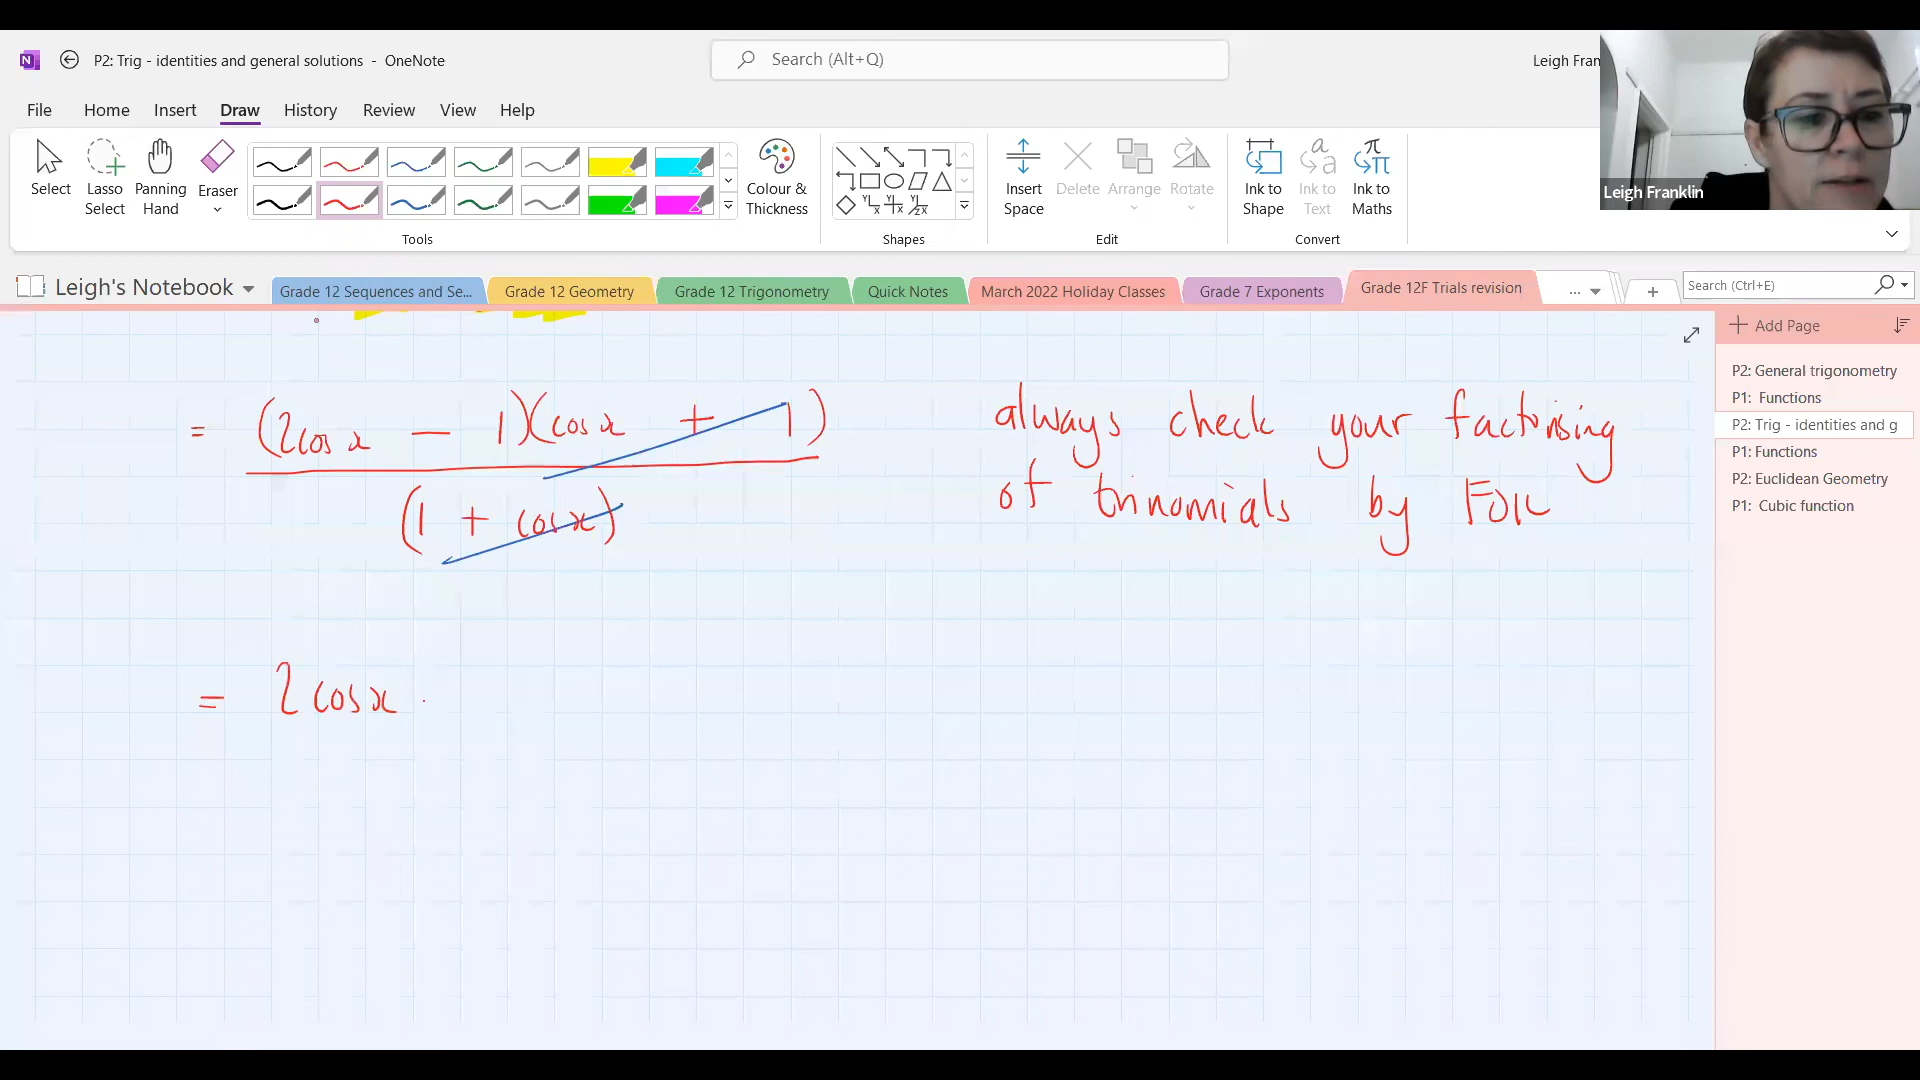 P2: Trig - identities and general solutions - OneNote
Search (Alt+Q)
Leigh Fran
File Home Insert Draw History Review View Help
Select
Lasso Select
Panning Hand
Eraser
Colour & Thickness
Insert Space
Delete
Arrange
Rotate
Ink to Shape
Ink to Text
Ink to Maths
Tools
Shapes
Edit
Convert
Leigh Franklin
Leigh's Notebook
Grade 12 Sequences and Se...
Grade 12 Geometry
Grade 12 Trigonometry
Quick Notes
March 2022 Holiday Classes
Grade 7 Exponents
Grade 12F Trials revision
...
Search (Ctrl+E)
Add Page
P2: General trigonometry
P1: Functions
P2: Trig - identities and g
P1: Functions
P2: Euclidean Geometry
P1: Cubic function
= (2cosx - 1)(cosx + 1)
(1 + cosx)
always check your factorising
of trinomials by FOIL
= 2cosx